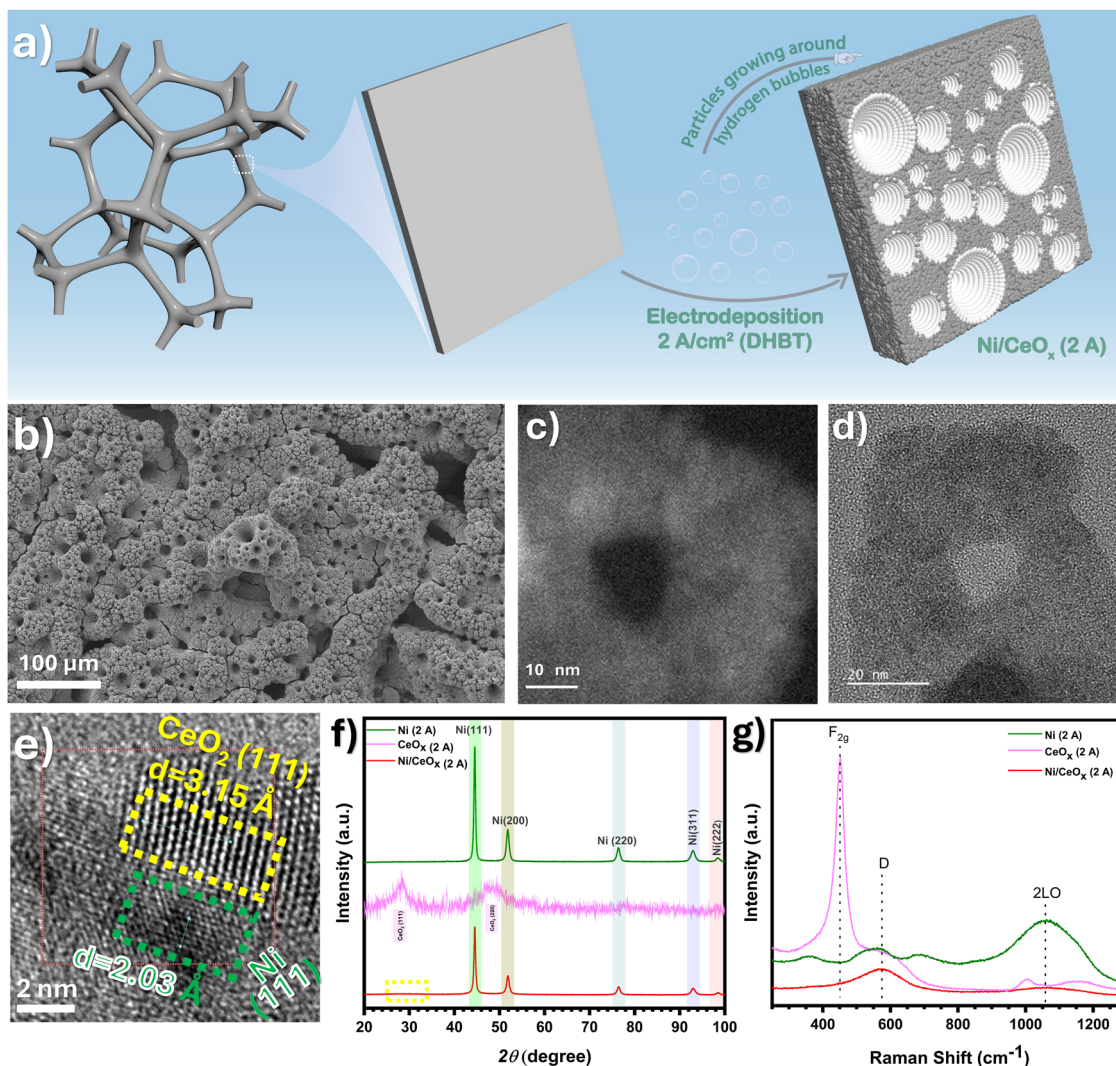 a)
Particles growing around
hydrogen bubbles
Electrodeposition
2 A/cm² (DHBT)
Ni/CeOₓ (2 A)
b)
100 µm
c)
10 nm
d)
20 nm
e)
CeO₂ (111)
d=3.15 Å
d=2.03 Å
Ni
(111)
2 nm
f)
Ni (2 A)
CeOₓ (2 A)
Ni/CeOₓ (2 A)
Ni(111)
Ni(200)
Ni (220)
Ni(311)
Ni(222)
CeO₂ (111)
CeO₂ (220)
Intensity (a.u.)
20 30 40 50 60 70 80 90 100
2θ (degree)
g)
F₂g
Ni (2 A)
CeOₓ (2 A)
Ni/CeOₓ (2 A)
D
2LO
Intensity (a.u.)
400 600 800 1000 1200
Raman Shift (cm⁻¹)